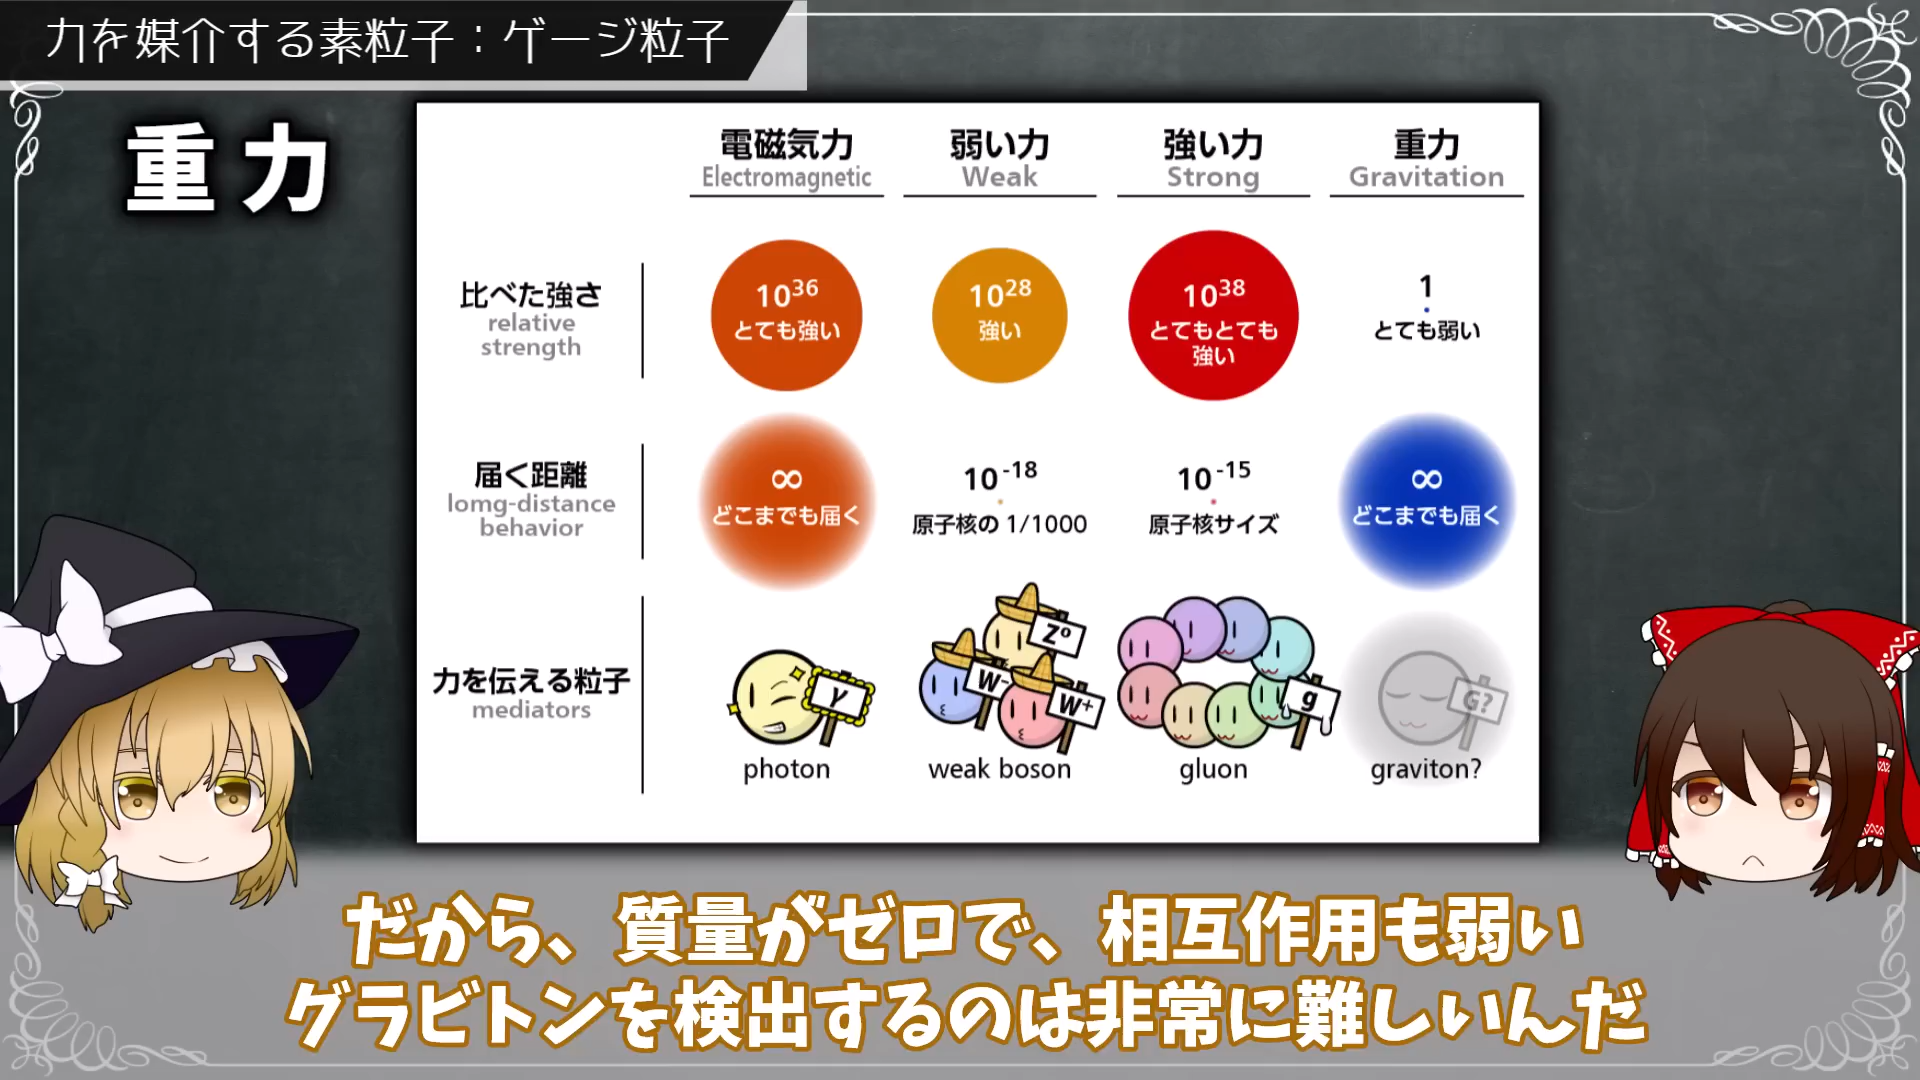 力を媒介する素粒子：ゲージ粒子
重力
電磁気力 弱い力 強い力 重力
Electromagnetic Weak Strong Gravitation
比べた強さ
relative
strength
10³⁶
とても強い
10²⁸
強い
10³⁸
とてもとても
強い
1
とても弱い
届く距離
lomg-distance
behavior
∞
どこまでも届く
10⁻¹⁸
原子核の 1/1000
10⁻¹⁵
原子核サイズ
∞
どこまでも届く
力を伝える粒子
mediators
γ
photon
Z⁰
W⁻
W⁺
weak boson
g
gluon
G?
graviton?
だから、質量がゼロで、相互作用も弱い
グラビトンを検出するのは非常に難しいんだ